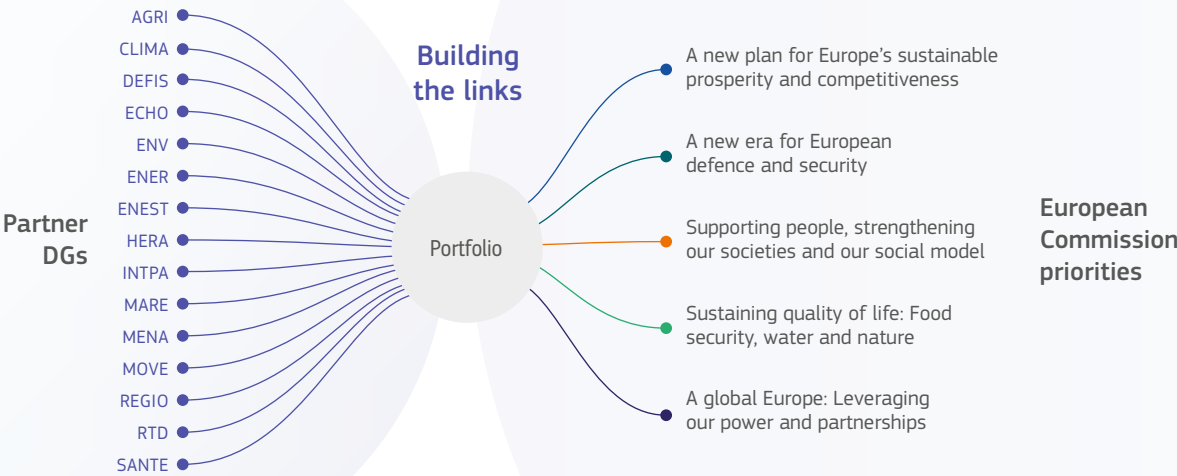 Partner
DGs
AGRI
CLIMA
DEFIS
ECHO
ENV
ENER
ENEST
HERA
INTPA
MARE
MENA
MOVE
REGIO
RTD
SANTE
Building
the links
Portfolio
A new plan for Europe’s sustainable
prosperity and competitiveness
A new era for European
defence and security
Supporting people, strengthening
our societies and our social model
Sustaining quality of life: Food
security, water and nature
A global Europe: Leveraging
our power and partnerships
European
Commission
priorities